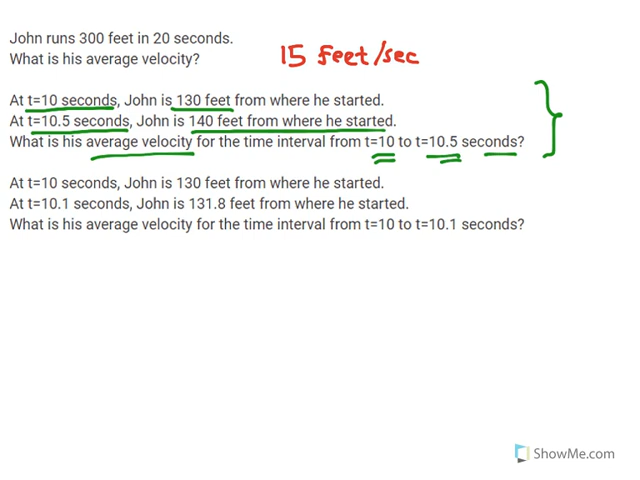 John runs 300 feet in 20 seconds.
What is his average velocity?
15 feet/sec
At t=10 seconds, John is 130 feet from where he started.
At t=10.5 seconds, John is 140 feet from where he started.
What is his average velocity for the time interval from t=10 to t=10.5 seconds?
At t=10 seconds, John is 130 feet from where he started.
At t=10.1 seconds, John is 131.8 feet from where he started.
What is his average velocity for the time interval from t=10 to t=10.1 seconds?
ShowMe.com